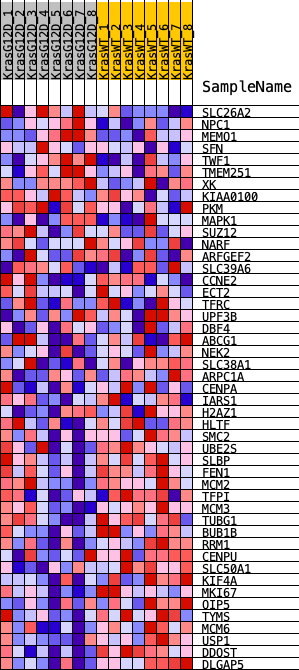 KrasG12D_1
KrasG12D_2
KrasG12D_3
KrasG12D_4
KrasG12D_5
KrasG12D_6
KrasG12D_7
KrasG12D_8
KrasWT_1
KrasWT_2
KrasWT_3
KrasWT_4
KrasWT_5
KrasWT_6
KrasWT_7
KrasWT_8
SampleName
SLC26A2
NPC1
MEMO1
SFN
TWF1
TMEM251
XK
KIAA0100
PKM
MAPK1
SUZ12
NARF
ARFGEF2
SLC39A6
CCNE2
ECT2
TFRC
UPF3B
DBF4
ABCG1
NEK2
SLC38A1
ARPC1A
CENPA
IARS1
H2AZ1
HLTF
SMC2
UBE2S
SLBP
FEN1
MCM2
TFPI
MCM3
TUBG1
BUB1B
RRM1
CENPU
SLC50A1
KIF4A
MKI67
OIP5
TYMS
MCM6
USP1
DDOST
DLGAP5